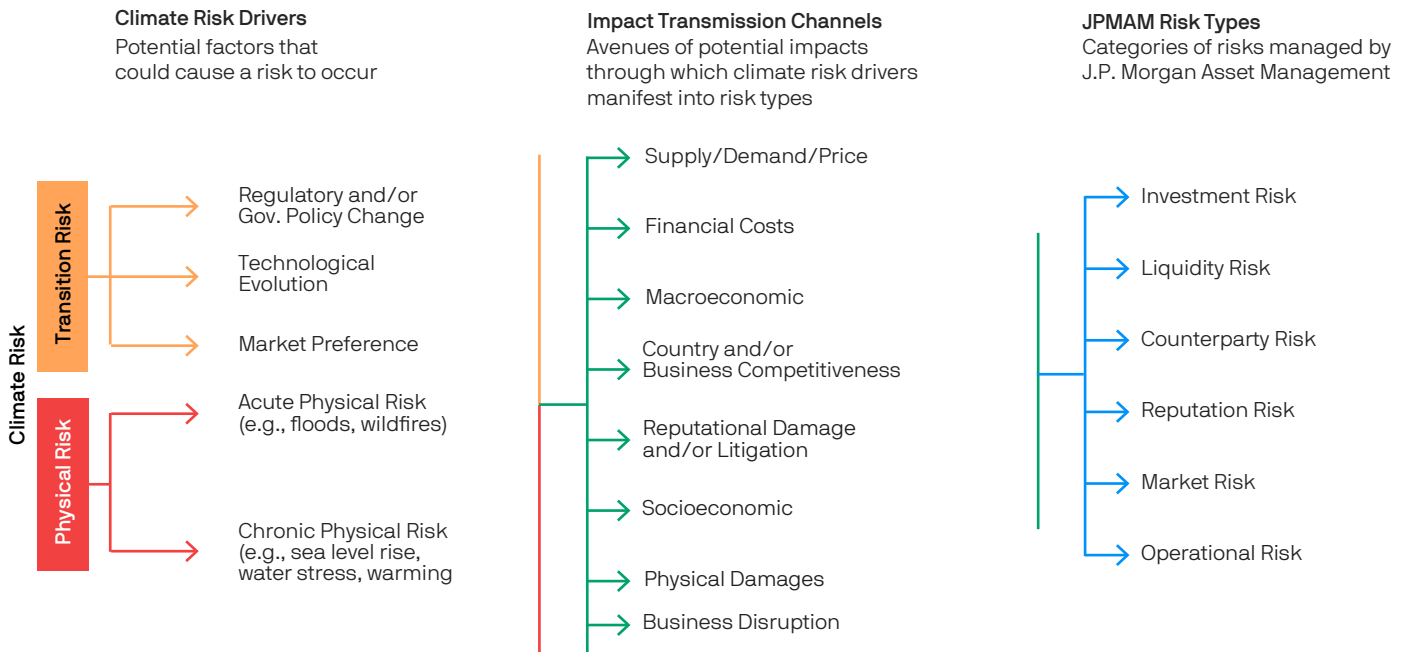 Climate Risk Drivers
Potential factors that
could cause a risk to occur
Climate Risk
Transition Risk
Regulatory and/or
Gov. Policy Change
Technological
Evolution
Market Preference
Physical Risk
Acute Physical Risk
(e.g., floods, wildfires)
Chronic Physical Risk
(e.g., sea level rise,
water stress, warming
Impact Transmission Channels
Avenues of potential impacts
through which climate risk drivers
manifest into risk types
Supply/Demand/Price
Financial Costs
Macroeconomic
Country and/or
Business Competitiveness
Reputational Damage
and/or Litigation
Socioeconomic
Physical Damages
Business Disruption
JPMAM Risk Types
Categories of risks managed by
J.P. Morgan Asset Management
Investment Risk
Liquidity Risk
Counterparty Risk
Reputation Risk
Market Risk
Operational Risk